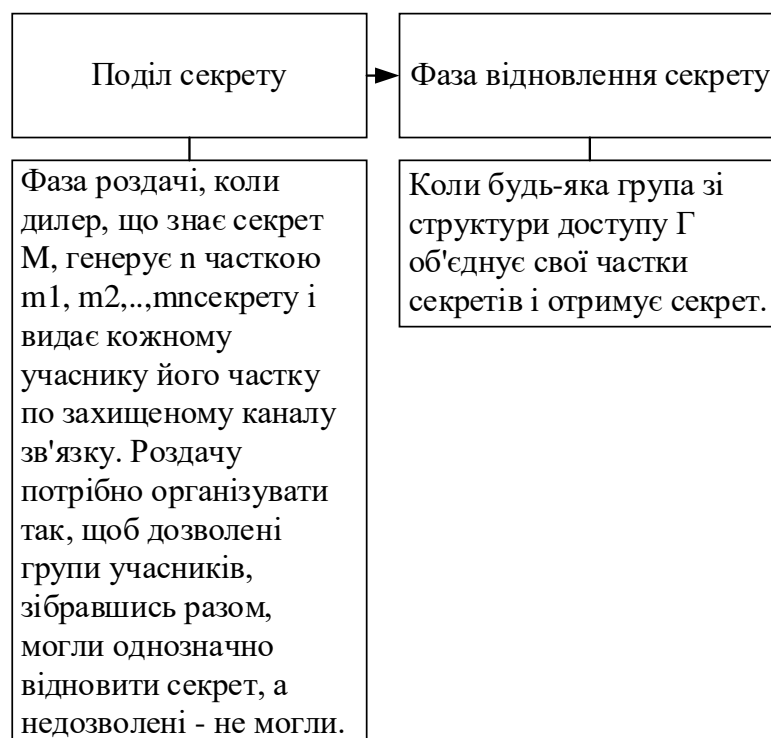 Поділ секрету
Фаза відновлення секрету
Фаза роздачі, коли
дилер, що знає секрет
М, генерує n часткою
m1, m2,..,mnсекрету і
видає кожному
учаснику його частку
по захищеному каналу
зв'язку. Роздачу
потрібно організувати
так, щоб дозволені
групи учасників,
зібравшись разом,
могли однозначно
відновити секрет, а
недозволені - не могли.
Коли будь-яка група зі
структури доступу Г
об'єднує свої частки
секретів і отримує секрет.